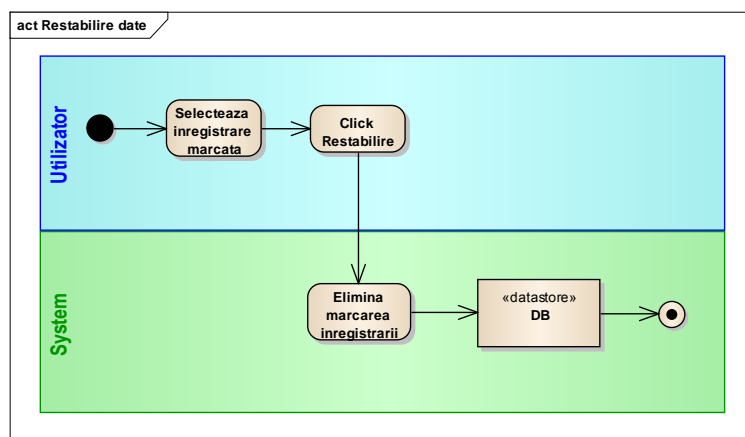 act Restabilire date
Utilizator
Selecteaza
inregistrare
marcata
Click
Restabilire
System
Elimina
marcarea
inregistrarii
«datastore»
DB